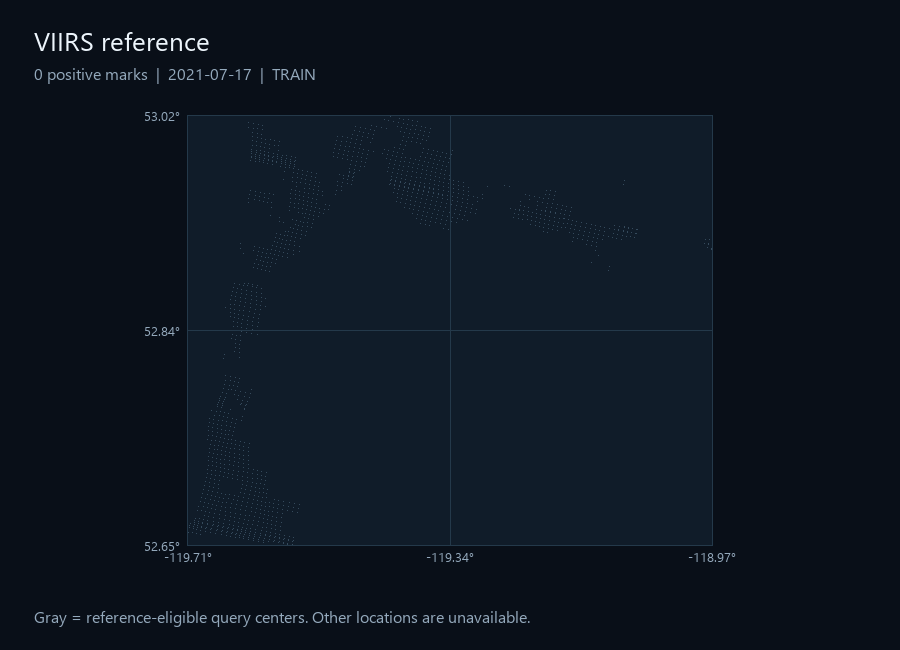 VIIRS reference
0 positive marks | 2021-07-17 | TRAIN
53.02°
52.84°
52.65°
-119.71°
-119.34°
-118.97°
Gray = reference-eligible query centers. Other locations are unavailable.